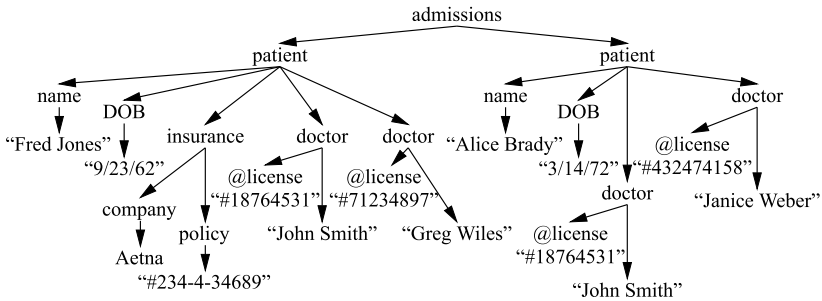 admissions
patient
patient
name
DOB
insurance
doctor
doctor
name
DOB
doctor
“Fred Jones”
“9/23/62”
@license
“#18764531”
@license
“#71234897”
“Alice Brady”
“3/14/72”
@license
“#432474158”
company
policy
“John Smith”
“Greg Wiles”
doctor
“Janice Weber”
Aetna
“#234-4-34689”
@license
“#18764531”
“John Smith”